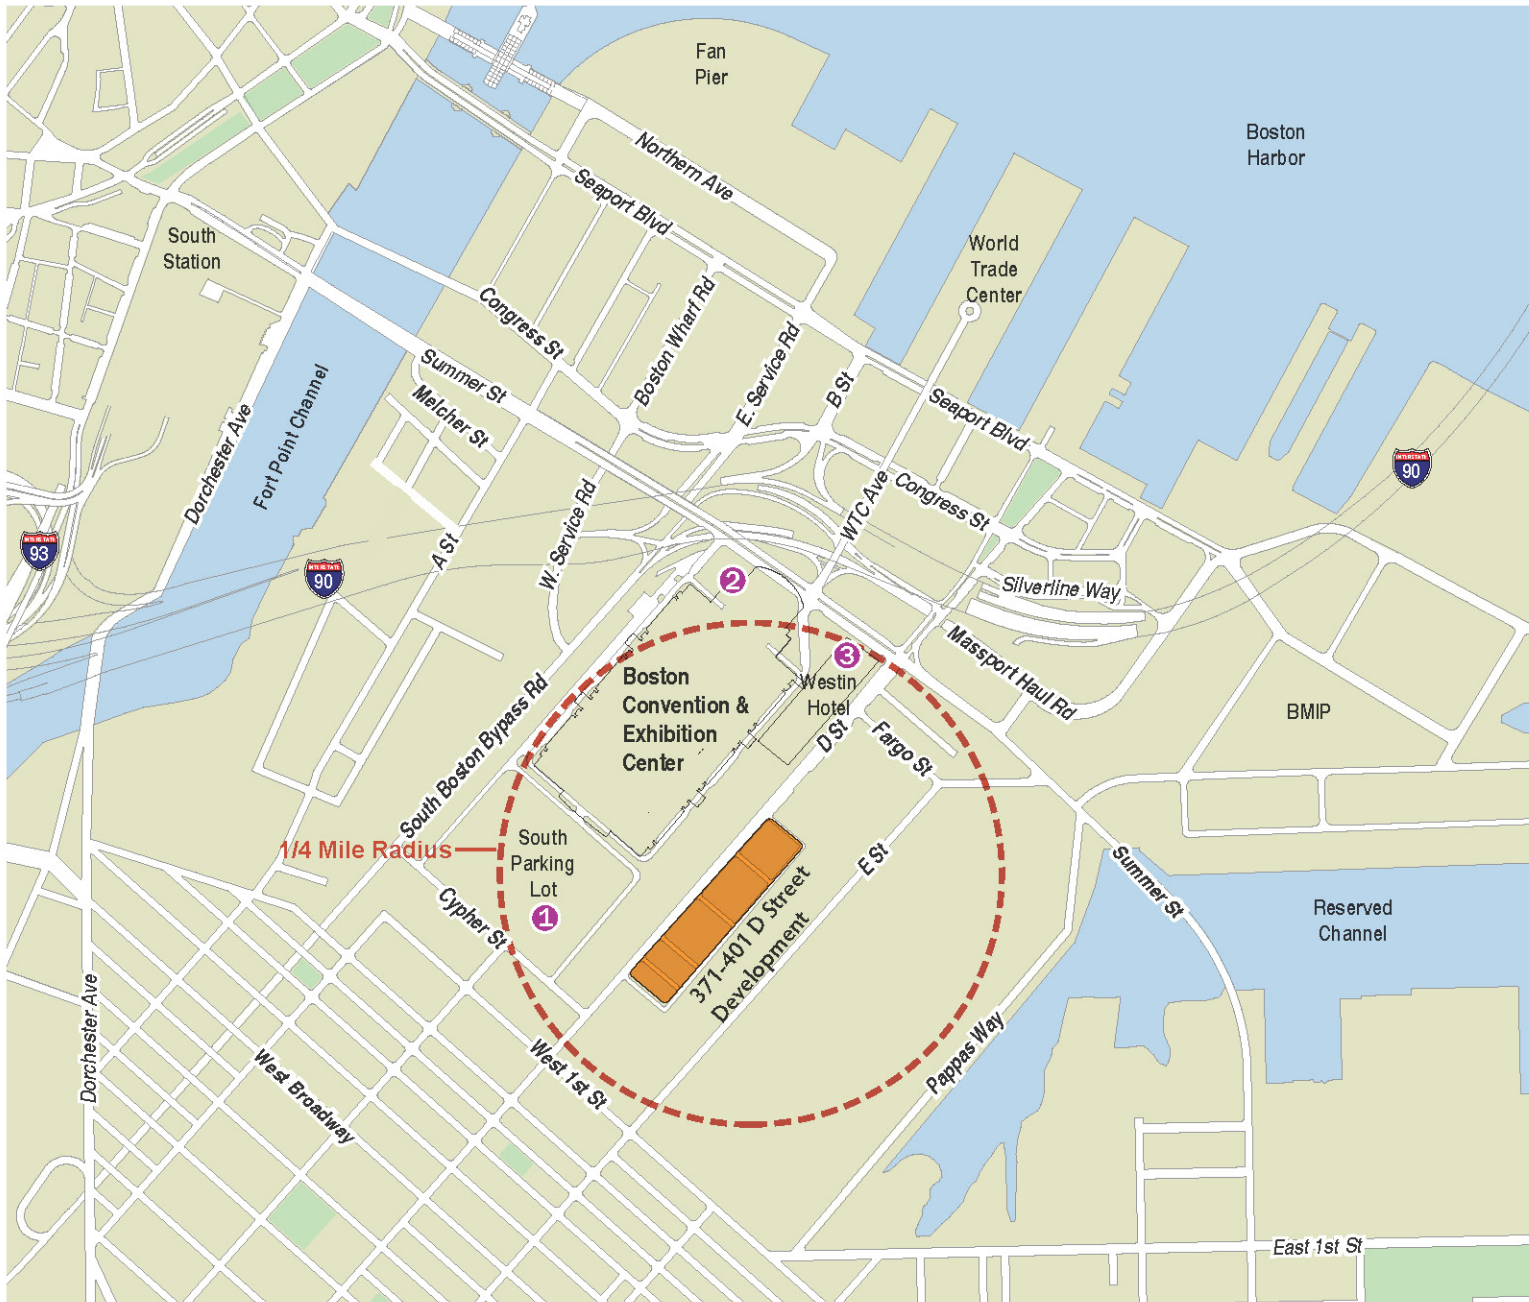 Fan
Pier
Boston
Harbor
Northern Ave
Seaport Blvd
South
Station
World
Trade
Center
Congress St
Boston Wharf Rd
E. Service Rd
B St
Summer St
Melcher St
Seaport Blvd
Dorchester Ave
Fort Point Channel
INTERSTATE
90
W. Service Rd
WTC Ave
Congress St
A St
INTERSTATE
93
INTERSTATE
90
2
Silverline Way
Massport Haul Rd
3
Westin
Hotel
Boston
Convention &
Exhibition
Center
South Boston Bypass Rd
D St
Fargo St
BMIP
1/4 Mile Radius
South
Parking
Lot
1
E St
Summer St
Cypher St
371-401 D Street
Development
Reserved
Channel
Dorchester Ave
West Broadway
West 1st St
Pappas Way
East 1st St